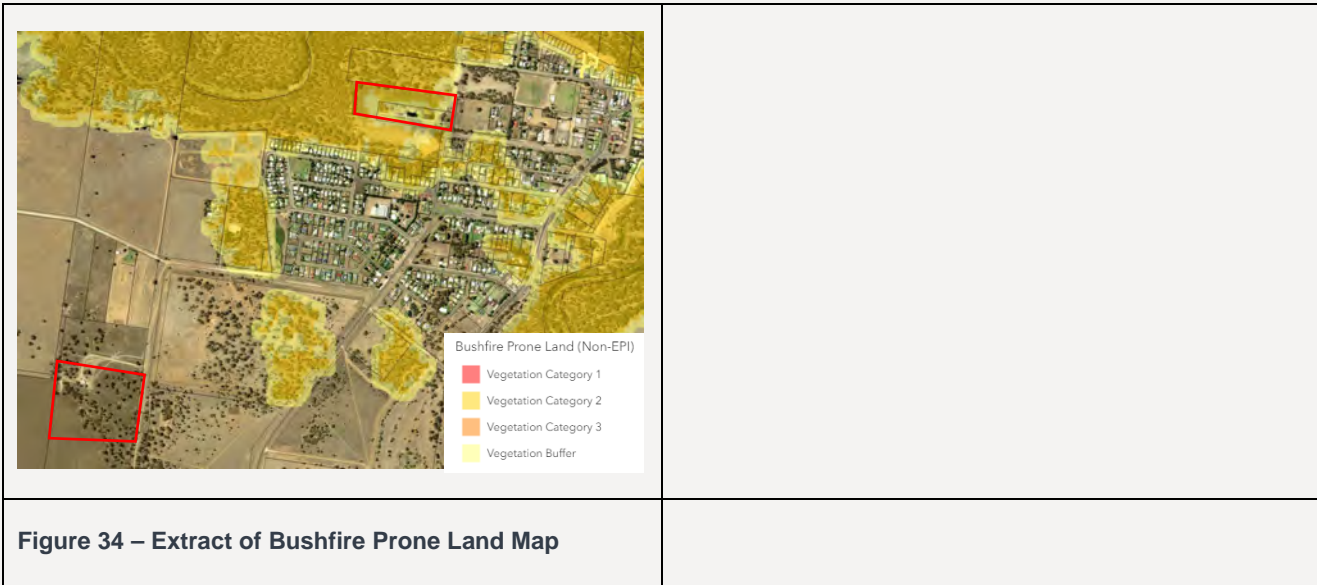 Bushfire Prone Land (Non-EPI)
Vegetation Category 1
Vegetation Category 2
Vegetation Category 3
Vegetation Buffer
Figure 34 – Extract of Bushfire Prone Land Map